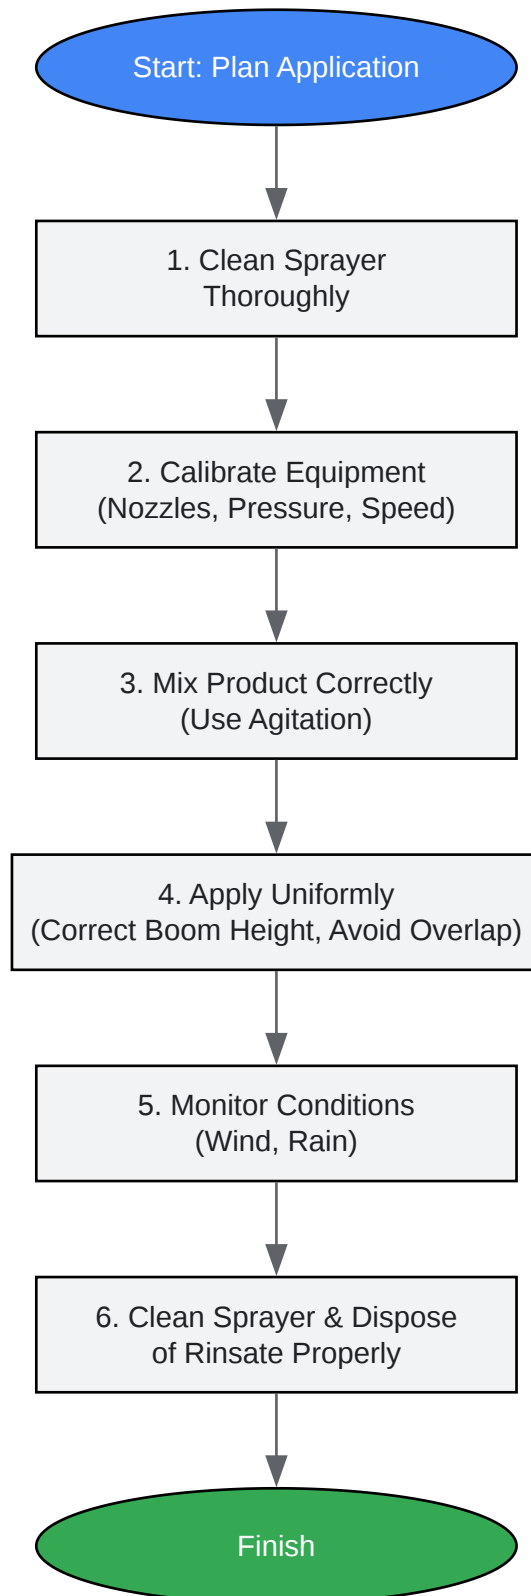 Start: Plan Application
1. Clean Sprayer
Thoroughly
2. Calibrate Equipment
(Nozzles, Pressure, Speed)
3. Mix Product Correctly
(Use Agitation)
4. Apply Uniformly
(Correct Boom Height, Avoid Overlap)
5. Monitor Conditions
(Wind, Rain)
6. Clean Sprayer & Dispose
of Rinsate Properly
Finish